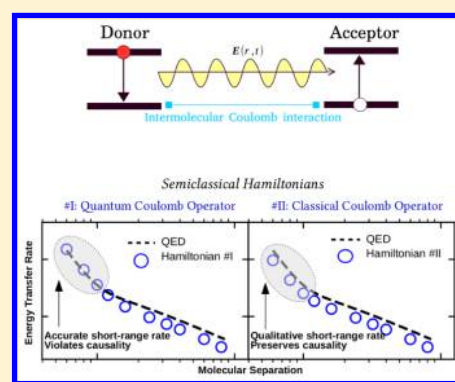 Donor
Acceptor
E(r,t)
Intermolecular Coulomb interaction
Semiclassical Hamiltonians
#I: Quantum Coulomb Operator
#II: Classical Coulomb Operator
QED
Hamiltonian #I
Accurate short-range rate
Violates causality
QED
Hamiltonian #II
Qualitative short-range rate
Preserves causality
Energy Transfer Rate
Molecular Separation